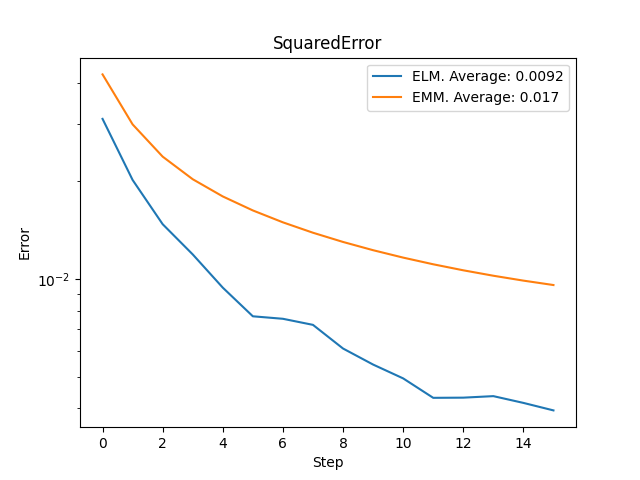 SquaredError
ELM. Average: 0.0092
EMM. Average: 0.017
Error
10⁻²
0 2 4 6 8 10 12 14
Step